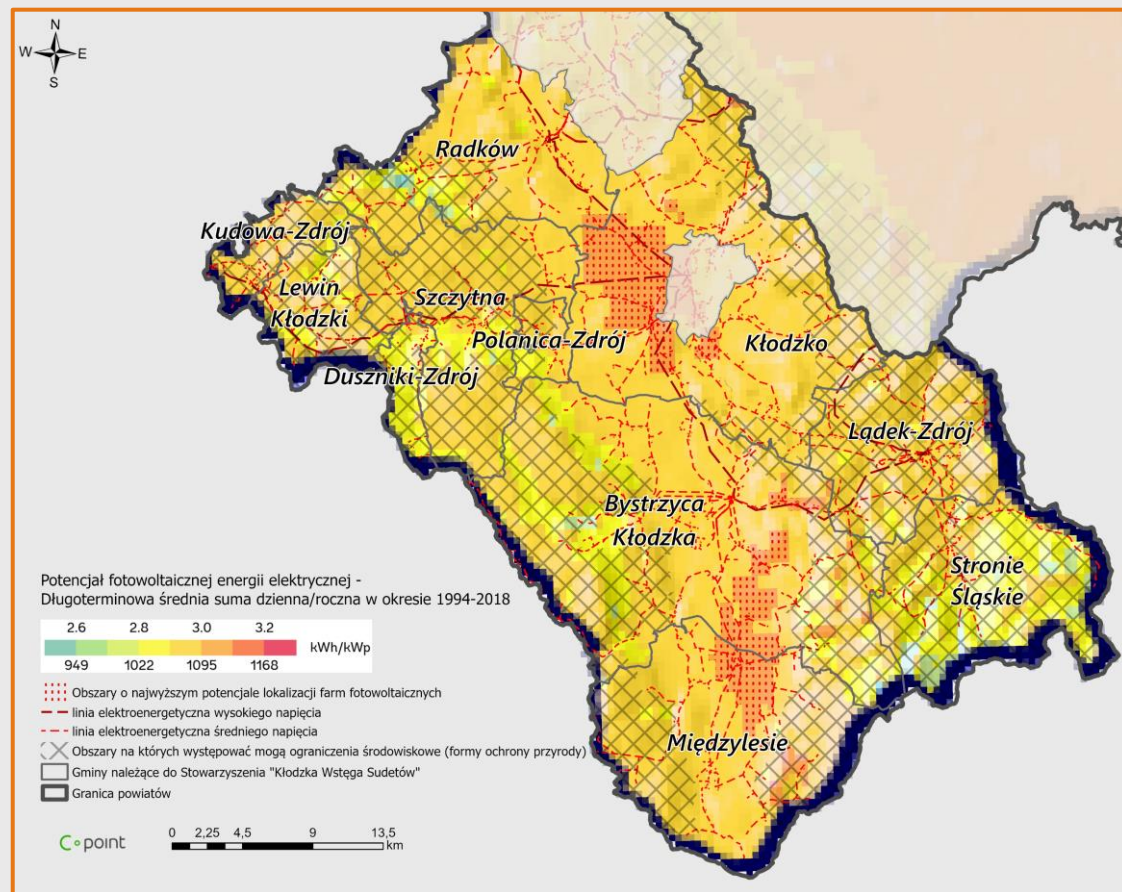 N
W E
S
Radków
Kudowa-Zdrój
Lewin
Kłodzki
Szczytna
Polanica-Zdrój
Kłodzko
Duszniki-Zdrój
Lądek-Zdrój
Bystrzyca
Kłodzka
Stronie
Śląskie
Międzylesie
Potencjał fotowoltaicznej energii elektrycznej -
Długoterminowa średnia suma dzienna/roczna w okresie 1994-2018
2.6 2.8 3.0 3.2
kWh/kWp
949 1022 1095 1168
Obszary o najwyższym potencjale lokalizacji farm fotowoltaicznych
linia elektroenergetyczna wysokiego napięcia
linia elektroenergetyczna średniego napięcia
Obszary na których występować mogą ograniczenia środowiskowe (formy ochrony przyrody)
Gminy należące do Stowarzyszenia "Kłodzka Wstęga Sudetów"
Granica powiatów
C point
0 2,25 4,5 9 13,5
km